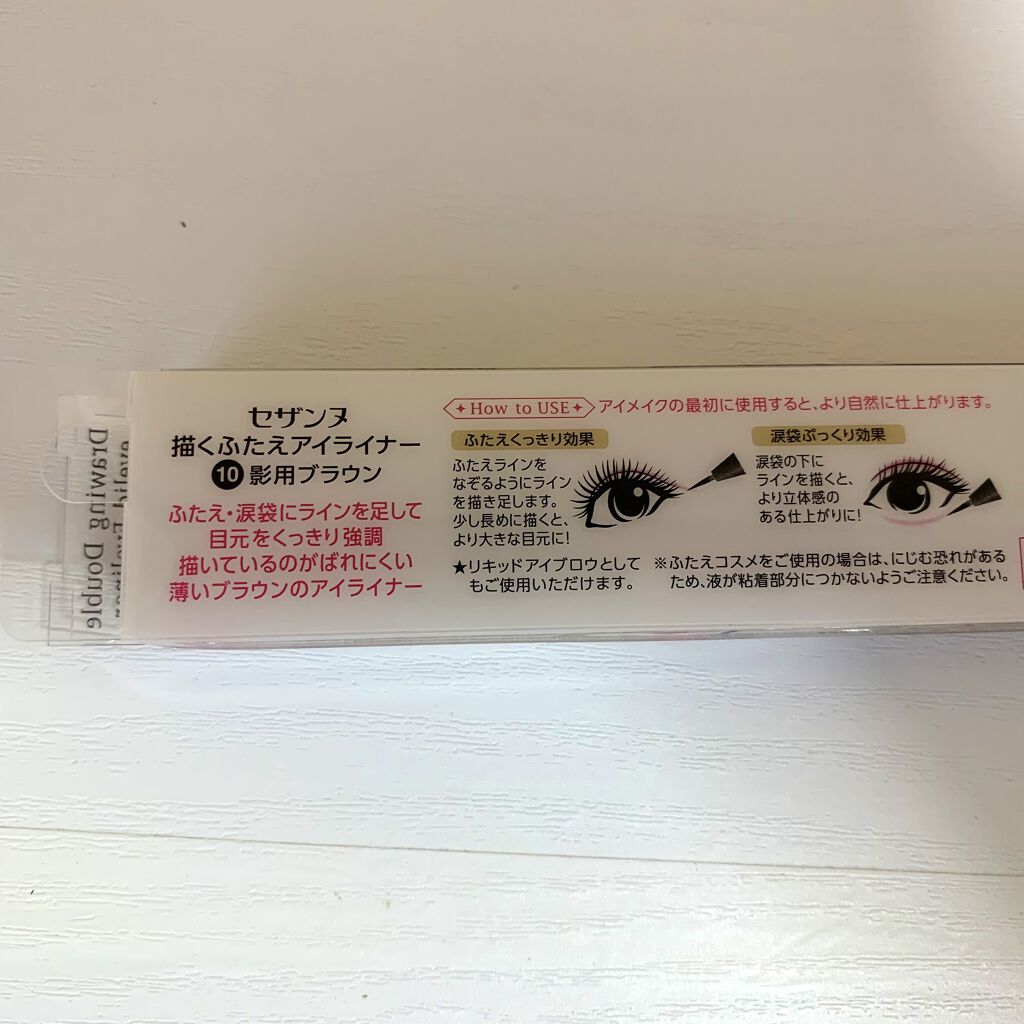 セザンヌ
描くふたえアイライナー
10 影用ブラウン
ふたえ・涙袋にラインを足して
目元をくっきり強調
描いているのがばれにくい
薄いブラウンのアイライナー
How to USE アイメイクの最初に使用すると、より自然に仕上がります。
ふたえくっきり効果
ふたえラインを
なぞるようにライン
を描き足します。
少し長めに描くと、
より大きな目元に!
★リキッドアイブロウとして
もご使用いただけます。
涙袋ぷっくり効果
涙袋の下に
ラインを描くと、
より立体感の
ある仕上がりに!
※ふたえコスメをご使用の場合は、にじむ恐れがある
ため、液が粘着部分につかないようご注意ください。
Drawing Double